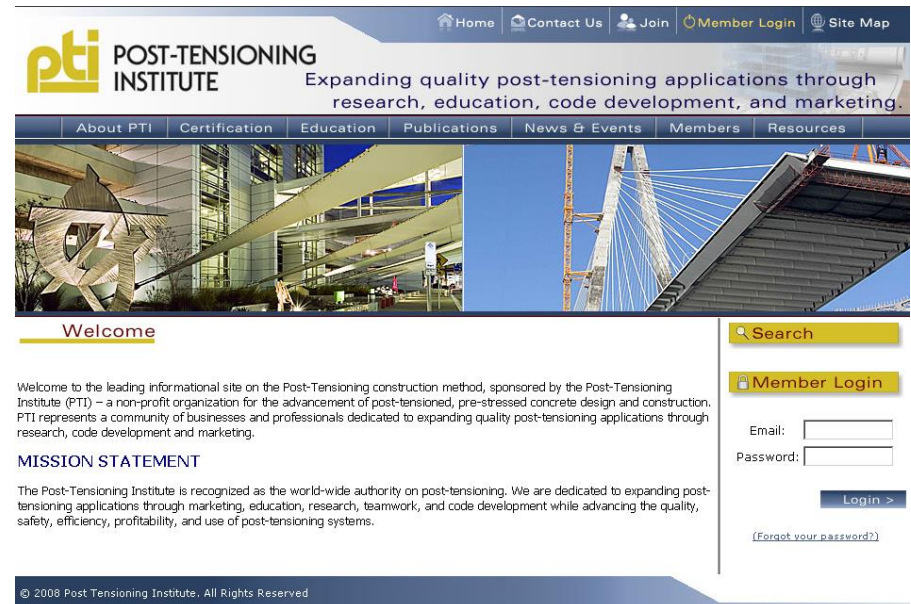 Home
Contact Us
Join
Member Login
Site Map
pti
POST-TENSIONING
INSTITUTE
Expanding quality post-tensioning applications through
research, education, code development, and marketing.
About PTI
Certification
Education
Publications
News & Events
Members
Resources
Welcome
Welcome to the leading informational site on the Post-Tensioning construction method, sponsored by the Post-Tensioning
Institute (PTI) – a non-profit organization for the advancement of post-tensioned, pre-stressed concrete design and construction.
PTI represents a community of businesses and professionals dedicated to expanding quality post-tensioning applications through
research, code development and marketing.
MISSION STATEMENT
The Post-Tensioning Institute is recognized as the world-wide authority on post-tensioning. We are dedicated to expanding post-
tensioning applications through marketing, education, research, teamwork, and code development while advancing the quality,
safety, efficiency, profitability, and use of post-tensioning systems.
Search
Member Login
Email:
Password:
Login >
(Forgot your password?)
© 2008 Post Tensioning Institute. All Rights Reserved